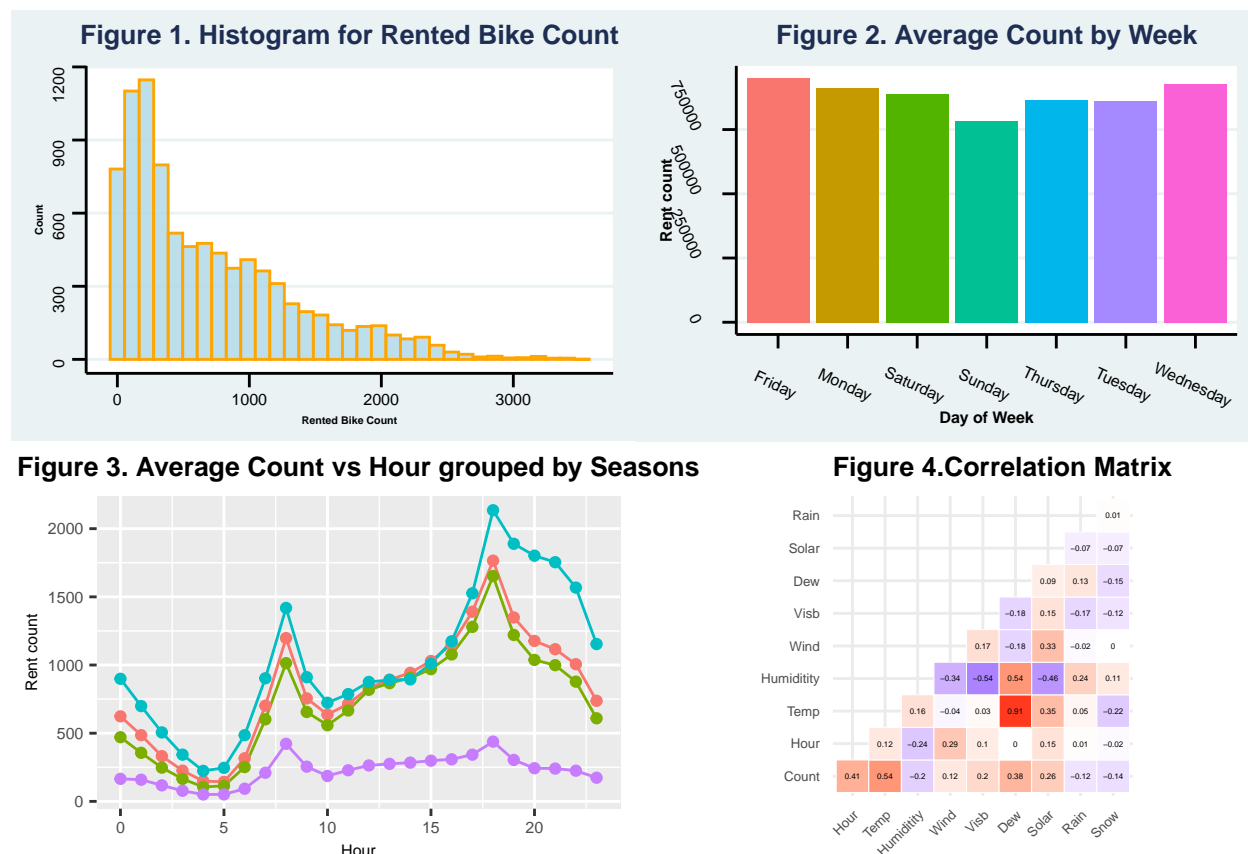 Figure 1. Histogram for Rented Bike Count
1200
900
600
300
0
Count
0 1000 2000 3000
Rented Bike Count
Figure 2. Average Count by Week
750000
500000
250000
0
Rent count
Friday Monday Saturday Sunday Thursday Tuesday Wednesday
Day of Week
Figure 3. Average Count vs Hour grouped by Seasons
2000
1500
1000
500
0
Rent count
0 5 10 15 20
Hour
Figure 4.Correlation Matrix
Rain 0.01
Solar −0.07 −0.07
Dew 0.09 0.13 −0.15
Visb −0.18 0.15 −0.17 −0.12
Wind 0.17 −0.18 0.33 −0.02 0
Humiditity −0.34 −0.54 0.54 −0.46 0.24 0.11
Temp 0.16 −0.04 0.03 0.91 0.35 0.05 −0.22
Hour 0.12 −0.24 0.29 0.1 0 0.15 0.01 −0.02
Count 0.41 0.54 −0.2 0.12 0.2 0.38 0.26 −0.12 −0.14
Hour Temp Humiditity Wind Visb Dew Solar Rain Snow